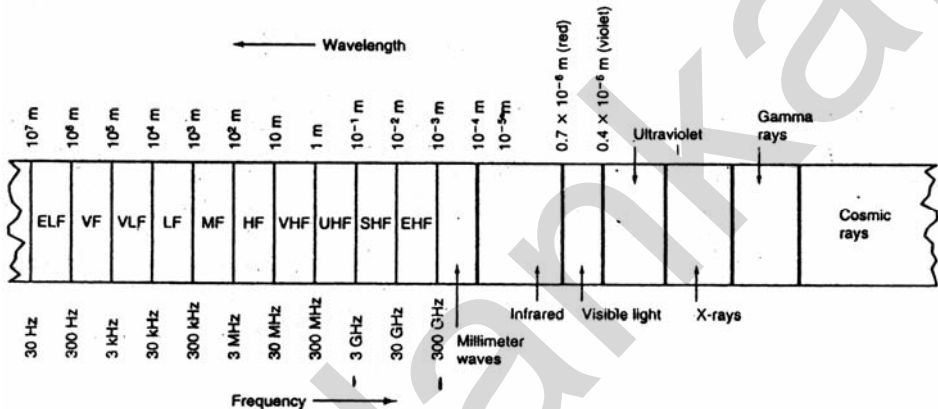 Wavelength
10⁷ m
10⁶ m
10⁵ m
10⁴ m
10³ m
10² m
10 m
1 m
10⁻¹ m
10⁻² m
10⁻³ m
10⁻⁴ m
10⁻⁵ m
0.7 × 10⁻⁶ m (red)
0.4 × 10⁻⁶ m (violet)
Ultraviolet
Gamma
rays
ELF
VF
VLF
LF
MF
HF
VHF
UHF
SHF
EHF
Cosmic
rays
30 Hz
300 Hz
3 kHz
30 kHz
300 kHz
3 MHz
30 MHz
300 MHz
3 GHz
30 GHz
300 GHz
Millimeter
waves
Infrared
Visible light
X-rays
Frequency